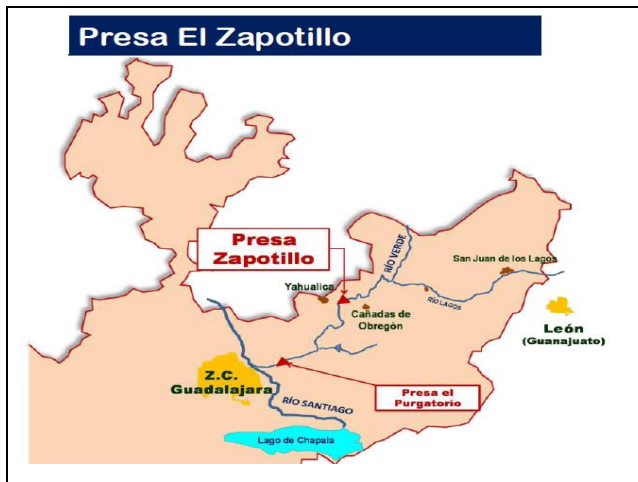 Presa El Zapotillo
Presa
Zapotillo
RÍO VERDE
San Juan de los Lagos
Yahualica
RÍO LAGOS
Cañadas de
Obregón
León
(Guanajuato)
Z.C.
Guadalajara
Presa el
Purgatorio
RÍO SANTIAGO
Lago de Chapala